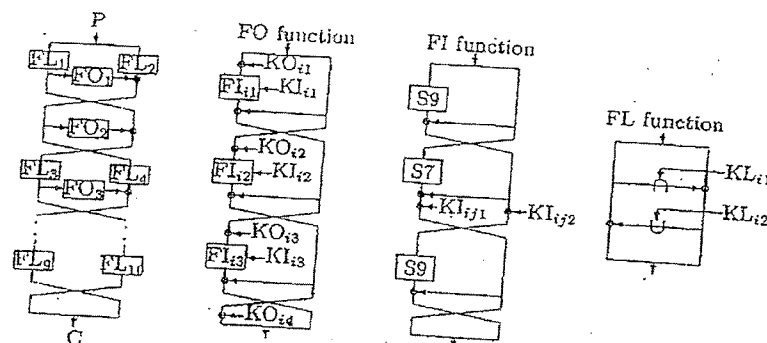 P
FL₁
FL₂
FO₁
FO₂
FL₃
FL₄
FO₃
FL₉
C
FO function
KOᵢ₁
FIᵢ₁
KIᵢ₁
KOᵢ₂
FIᵢ₂
KIᵢ₂
KOᵢ₃
FIᵢ₃
KIᵢ₃
KOᵢ₄
FI function
S9
S7
KIᵢⱼ₁
KIᵢⱼ₂
S9
FL function
KLᵢ₁
KLᵢ₂